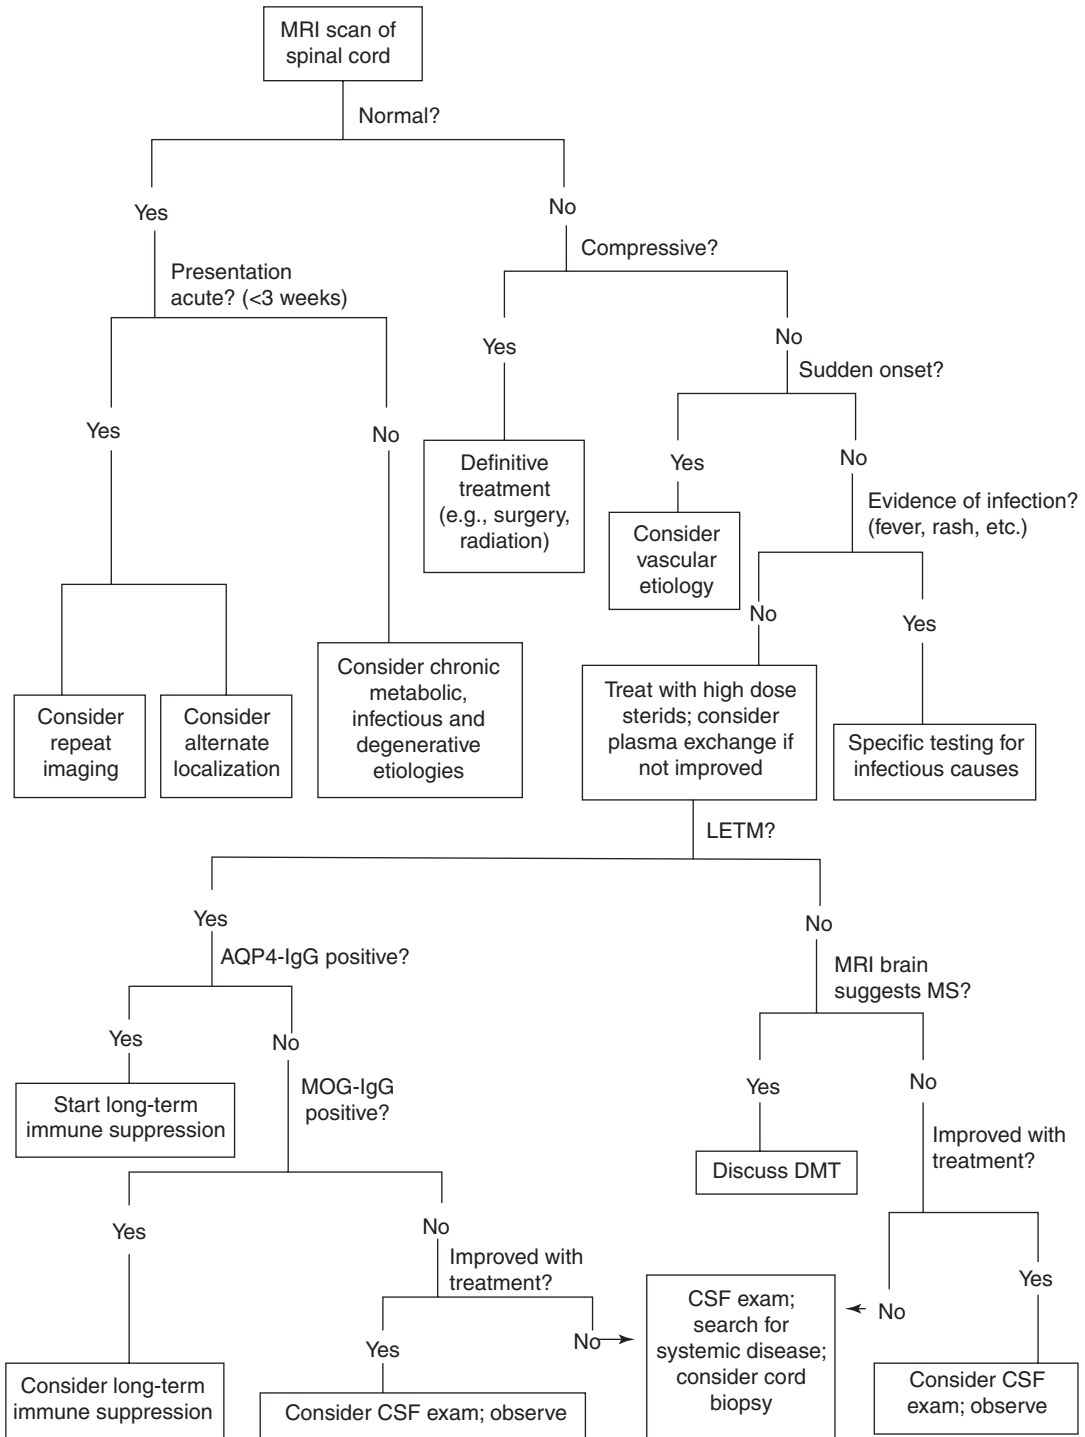 MRI scan of
spinal cord
Normal?
Yes
No
Presentation
acute? (<3 weeks)
Compressive?
Yes
No
Yes
No
Sudden onset?
Definitive
treatment
(e.g., surgery,
radiation)
Yes
No
Consider
vascular
etiology
Evidence of infection?
(fever, rash, etc.)
No
Yes
Consider
repeat
imaging
Consider
alternate
localization
Consider chronic
metabolic,
infectious and
degenerative
etiologies
Treat with high dose
sterids; consider
plasma exchange if
not improved
Specific testing for
infectious causes
LETM?
Yes
No
AQP4-IgG positive?
MRI brain
suggests MS?
Yes
No
Start long-term
immune suppression
MOG-IgG
positive?
Yes
No
Discuss DMT
Improved with
treatment?
Yes
No
Improved with
treatment?
Yes
No
No
Yes
Consider long-term
immune suppression
Consider CSF exam; observe
CSF exam;
search for
systemic disease;
consider cord
biopsy
Consider CSF
exam; observe